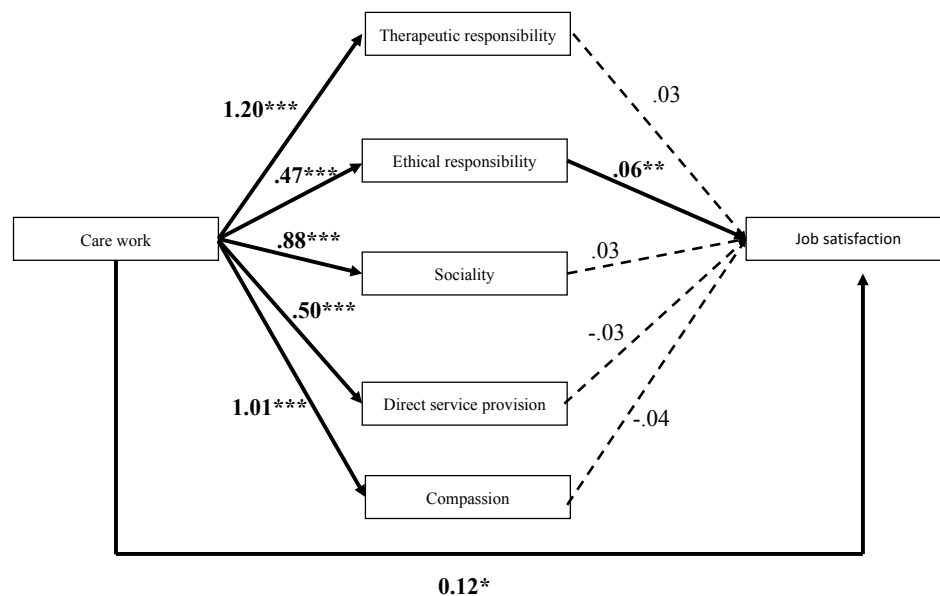 Therapeutic responsibility
.03
1.20***
Ethical responsibility
.06**
.47***
Care work
.88***
Sociality
.03
Job satisfaction
.50***
-.03
Direct service provision
1.01***
-.04
Compassion
0.12*